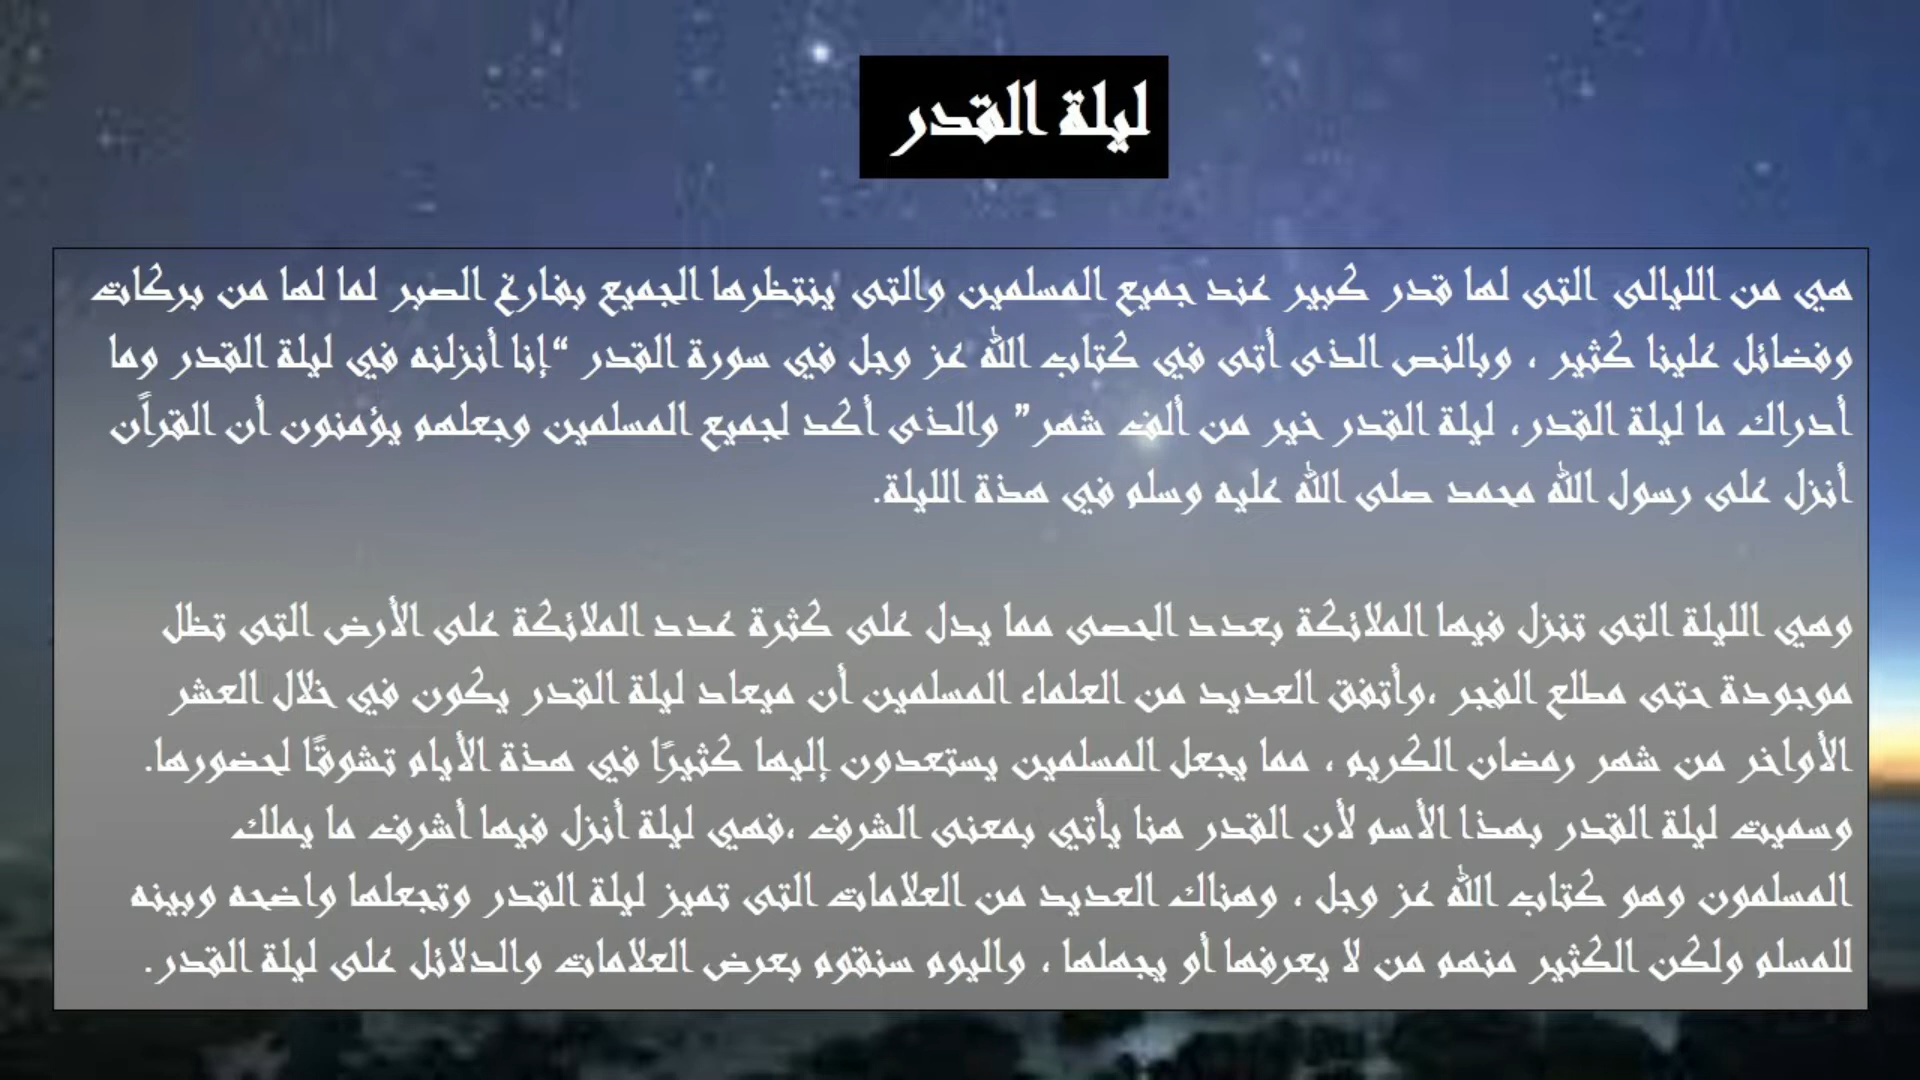 ليلة القدر
هي من الليالى التى لها قدر كبير عند جميع المسلمين والتى ينتظرها الجميع بفارغ الصبر لما لها من بركات
وفضائل علينا كثير ، وبالنص الذى أتى في كتاب الله عز وجل في سورة القدر “إنا أنزلنه في ليلة القدر وما
أدراك ما ليلة القدر، ليلة القدر خير من ألف شهر” والذى أكد لجميع المسلمين وجعلهم يؤمنون أن القرآن
أنزل على رسول الله محمد صلى الله عليه وسلم في هذة الليلة.
وهي الليلة التى تنزل فيها الملائكة بعدد الحصى مما يدل على كثرة عدد الملائكة على الأرض التى تظل
موجودة حتى مطلع الفجر ،وأتفق العديد من العلماء المسلمين أن ميعاد ليلة القدر يكون في خلال العشر
الأواخر من شهر رمضان الكريم ، مما يجعل المسلمين يستعدون إليها كثيرًا في هذة الأيام تشوقًا لحضورها.
وسميت ليلة القدر بهذا الأسم لأن القدر هنا يأتي بمعنى الشرف ،فهي ليلة أنزل فيها أشرف ما يملك
المسلمون وهو كتاب الله عز وجل ، وهناك العديد من العلامات التى تميز ليلة القدر وتجعلها واضحه وبينه
للمسلم ولكن الكثير منهم من لا يعرفها أو يجهلها ، واليوم سنقوم بعرض العلامات والدلائل على ليلة القدر.